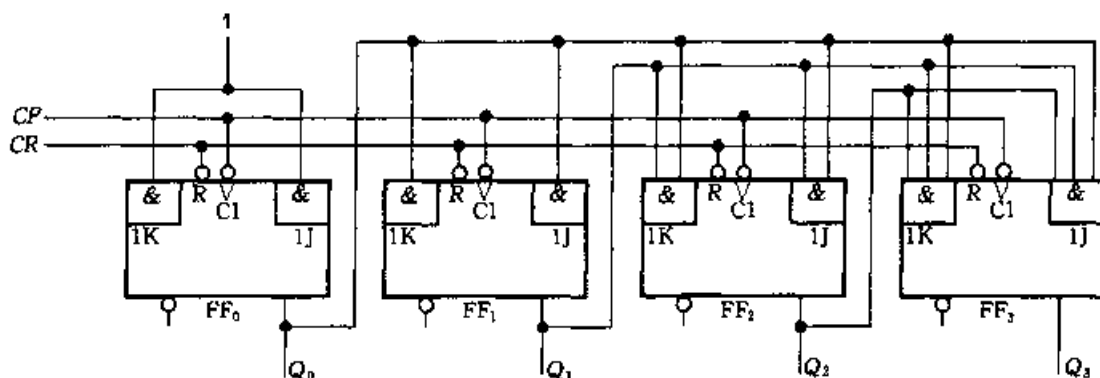 1
CP
CR
& R C1 &
1K 1J
& R C1 &
1K 1J
& R C1 &
1K 1J
& R C1 &
1K 1J
FF₀ FF₁ FF₂ FF₃
Q₀ Q₁ Q₂ Q₃